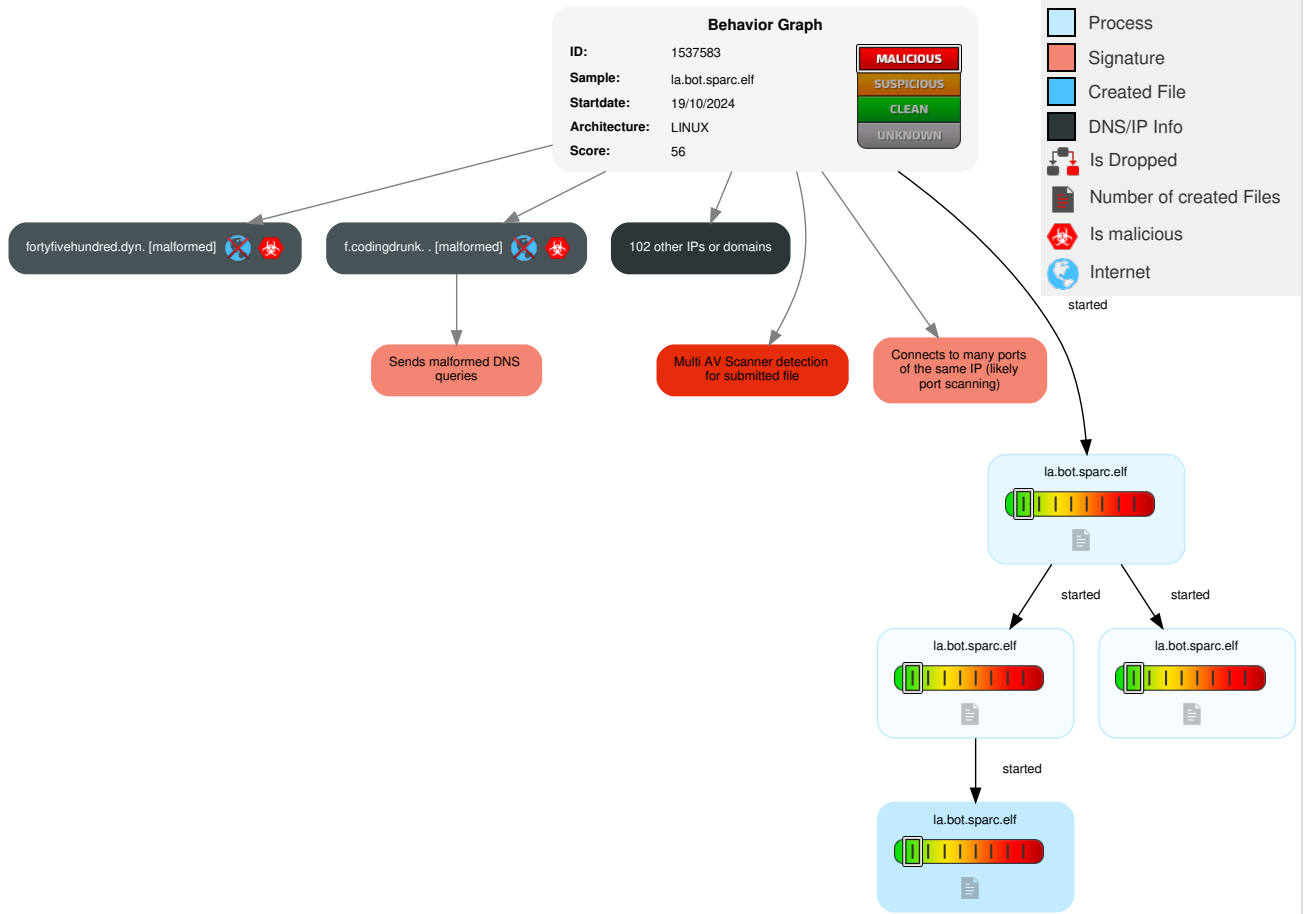 Behavior Graph
ID: 1537583
Sample: la.bot.sparc.elf
Startdate: 19/10/2024
Architecture: LINUX
Score: 56
MALICIOUS
SUSPICIOUS
CLEAN
UNKNOWN
Process
Signature
Created File
DNS/IP Info
Is Dropped
Number of created Files
Is malicious
Internet
fortyfivehundred.dyn. [malformed]
f.codingdrunk. . [malformed]
102 other IPs or domains
started
Sends malformed DNS
queries
Multi AV Scanner detection
for submitted file
Connects to many ports
of the same IP (likely
port scanning)
la.bot.sparc.elf
started
started
la.bot.sparc.elf
la.bot.sparc.elf
started
la.bot.sparc.elf